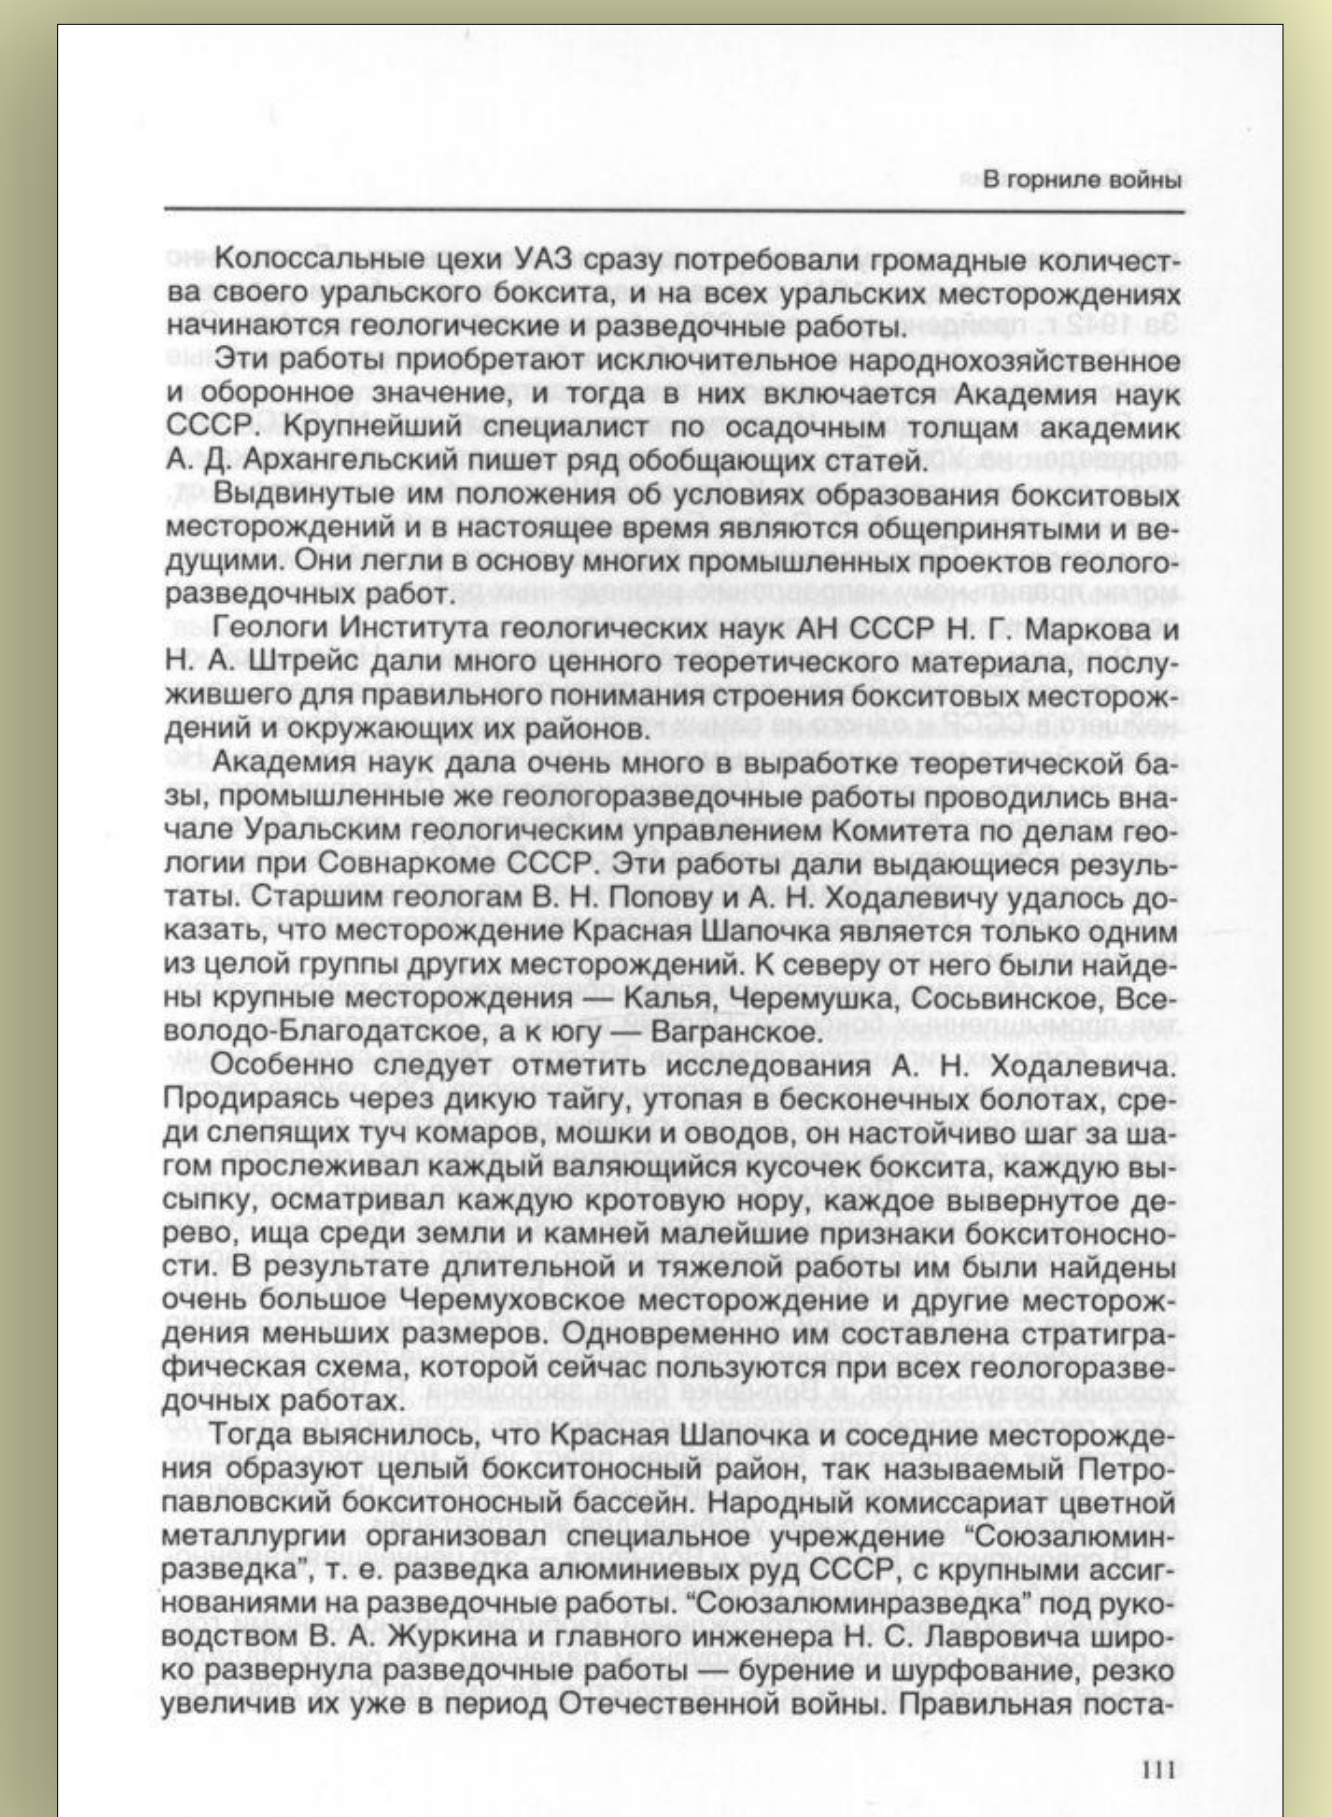 В горниле войны
Колоссальные цехи УАЗ сразу потребовали громадные количест-
ва своего уральского боксита, и на всех уральских месторождениях
начинаются геологические и разведочные работы.
Эти работы приобретают исключительное народнохозяйственное
и оборонное значение, и тогда в них включается Академия наук
СССР. Крупнейший специалист по осадочным толщам академик
А. Д. Архангельский пишет ряд обобщающих статей.
Выдвинутые им положения об условиях образования бокситовых
месторождений и в настоящее время являются общепринятыми и ве-
дущими. Они легли в основу многих промышленных проектов геолого-
разведочных работ.
Геологи Института геологических наук АН СССР Н. Г. Маркова и
Н. А. Штрейс дали много ценного теоретического материала, послу-
жившего для правильного понимания строения бокситовых месторож-
дений и окружающих их районов.
Академия наук дала очень много в выработке теоретической ба-
зы, промышленные же геологоразведочные работы проводились вна-
чале Уральским геологическим управлением Комитета по делам гео-
логии при Совнаркоме СССР. Эти работы дали выдающиеся резуль-
таты. Старшим геологам В. Н. Попову и А. Н. Ходалевичу удалось до-
казать, что месторождение Красная Шапочка является только одним
из целой группы других месторождений. К северу от него были найде-
ны крупные месторождения — Калья, Черемушка, Сосьвинское, Все-
володо-Благодатское, а к югу — Вагранское.
Особенно следует отметить исследования А. Н. Ходалевича.
Продираясь через дикую тайгу, утопая в бесконечных болотах, сре-
ди слепящих туч комаров, мошки и оводов, он настойчиво шаг за ша-
гом прослеживал каждый валяющийся кусочек боксита, каждую вы-
сыпку, осматривал каждую кротовую нору, каждое вывернутое де-
рево, ища среди земли и камней малейшие признаки бокситоносно-
сти. В результате длительной и тяжелой работы им были найдены
очень большое Черемуховское месторождение и другие месторож-
дения меньших размеров. Одновременно им составлена стратигра-
фическая схема, которой сейчас пользуются при всех геологоразве-
дочных работах.
Тогда выяснилось, что Красная Шапочка и соседние месторожде-
ния образуют целый бокситоносный район, так называемый Петро-
павловский бокситоносный бассейн. Народный комиссариат цветной
металлургии организовал специальное учреждение “Союзалюмин-
разведка”, т. е. разведка алюминиевых руд СССР, с крупными ассиг-
нованиями на разведочные работы. “Союзалюминразведка” под руко-
водством В. А. Журкина и главного инженера Н. С. Лавровича широ-
ко развернула разведочные работы — бурение и шурфование, резко
увеличив их уже в период Отечественной войны. Правильная поста-
111